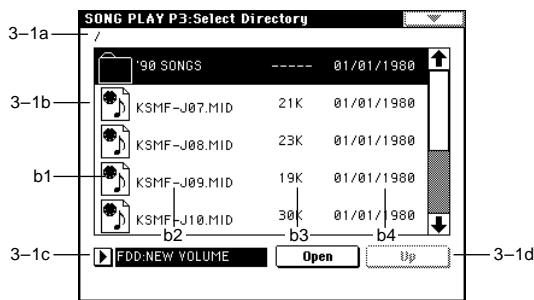 SONG PLAY P3:Select Directory
3–1a
/
'90 SONGS ----- 01/01/1980
3–1b
KSMF-J07.MID 21K 01/01/1980
KSMF-J08.MID 23K 01/01/1980
b1
KSMF-J09.MID 19K 01/01/1980
KSMF-J10.MID 30K 01/01/1980
b2 b3 b4
3–1c FDD:NEW VOLUME Open Up 3–1d